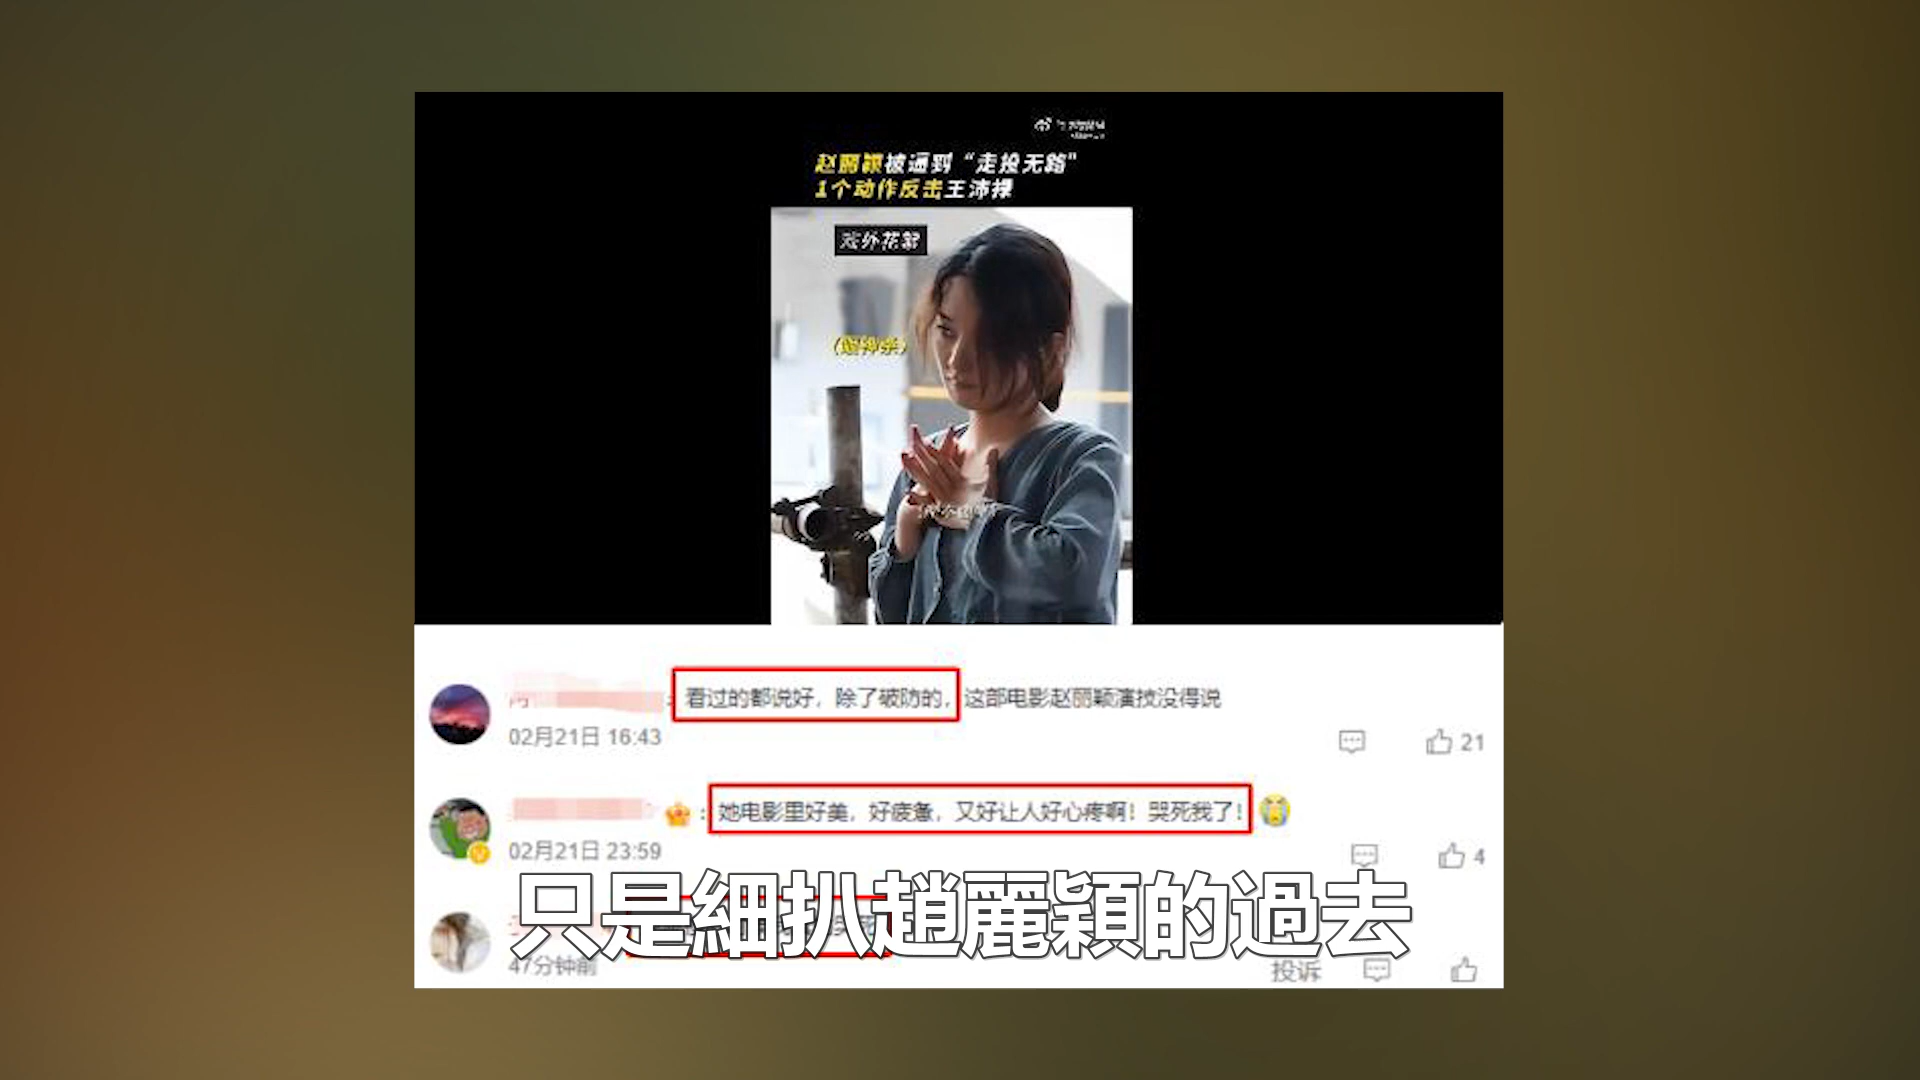 赵丽颖被逼到“走投无路”
1个动作反击王沛禄
戏外花絮
看过的都说好，除了破防的，这部电影赵丽颖演技没得说
02月21日 16:43
21
：她电影里好美，好疲惫，又好让人好心疼啊！哭死我了！
02月21日 23:59
4
只是細扒趙麗穎的過去
47分钟前
投诉